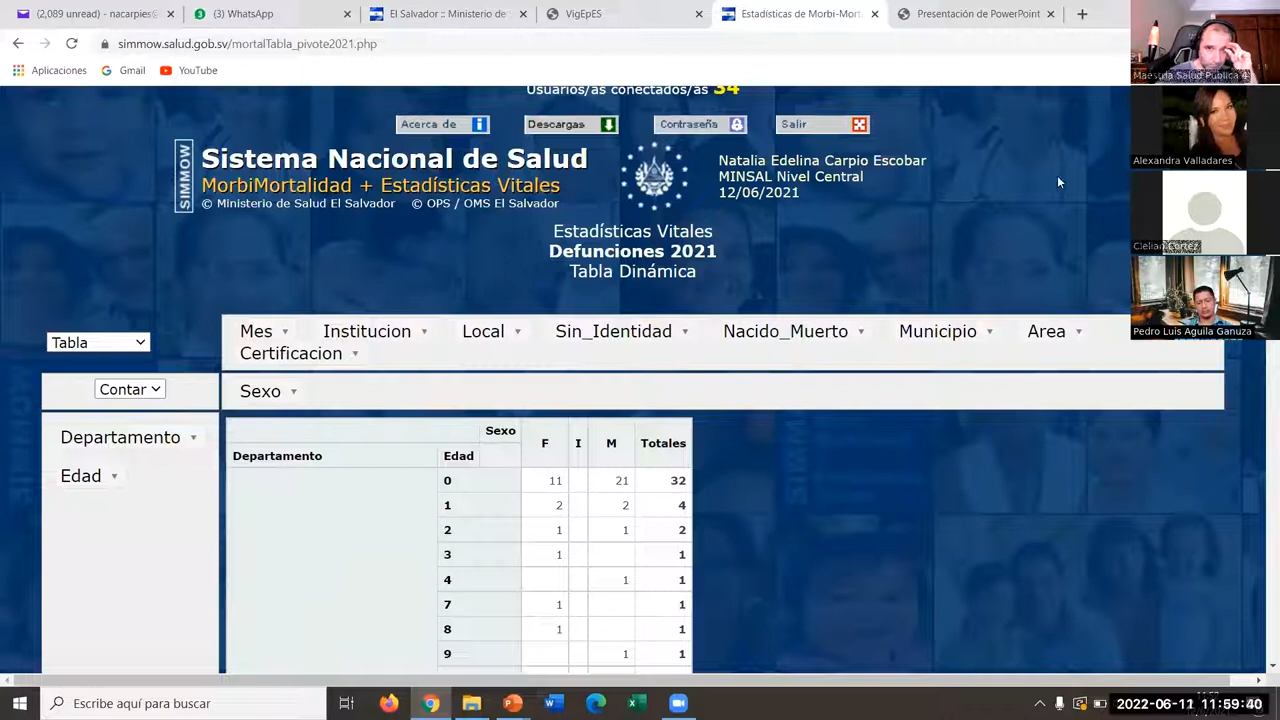 (2,089 unread) - nacarpies@
(3) WhatsApp
El Salvador :: Ministerio de
VigEpES
Estadísticas de Morbi-Mort
Presentación de PowerPoint
simmow.salud.gob.sv/mortalTabla_pivote2021.php
Aplicaciones
Gmail
YouTube
Usuarios/as conectados/as 34
Acerca de
Descargas
Contraseña
Salir
SIMMOW
Sistema Nacional de Salud
MorbiMortalidad + Estadísticas Vitales
© Ministerio de Salud El Salvador © OPS / OMS El Salvador
Natalia Edelina Carpio Escobar
MINSAL Nivel Central
12/06/2021
Estadísticas Vitales
Defunciones 2021
Tabla Dinámica
Tabla
Mes Institucion Local Sin_Identidad Nacido_Muerto Municipio Area
Certificacion
Contar
Sexo
Departamento
Edad
Sexo F I M Totales
Departamento Edad
0 11 21 32
1 2 2 4
2 1 1 2
3 1 1
4 1 1
7 1 1
8 1 1
9 1 1
Maestria Salud Publica 4
Alexandra Valladares
Clelian Cortez
Pedro Luis Aguila Ganuza
Escribe aquí para buscar
2022-06-11 11:59:40